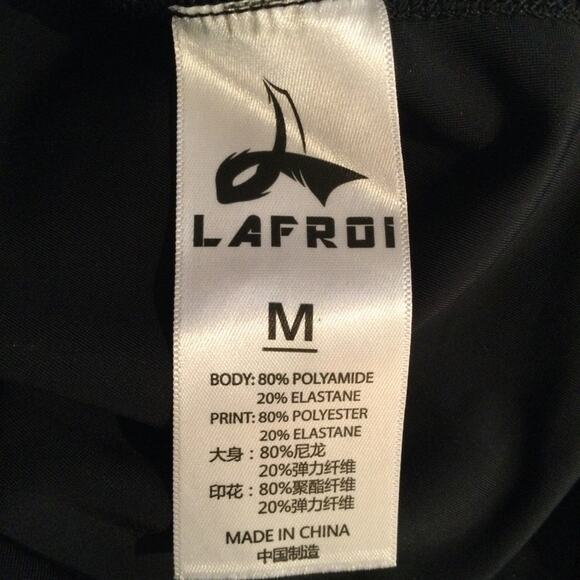 LAFROI
M
BODY: 80% POLYAMIDE
20% ELASTANE
PRINT: 80% POLYESTER
20% ELASTANE
大身：80%尼龙
20%弹力纤维
印花：80%聚酯纤维
20%弹力纤维
MADE IN CHINA
中国制造